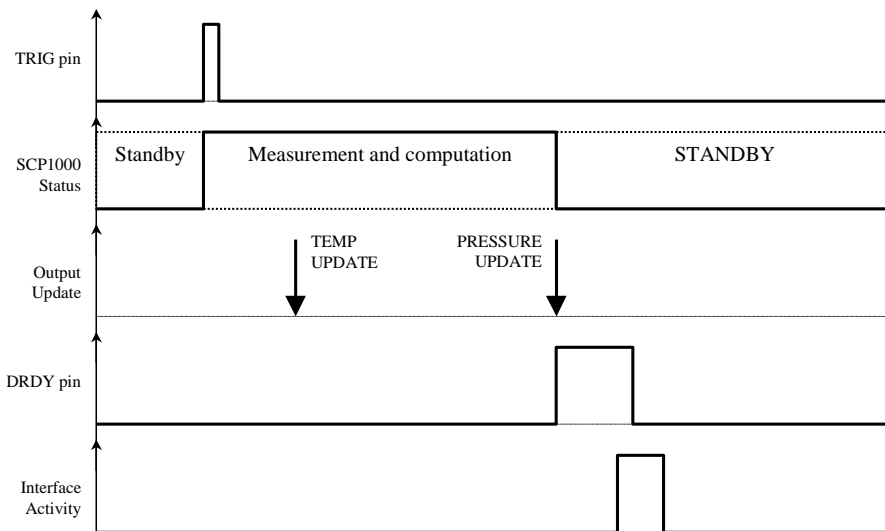 TRIG pin
Standby
Measurement and computation
STANDBY
SCP1000
Status
TEMP
UPDATE
PRESSURE
UPDATE
Output
Update
DRDY pin
Interface
Activity